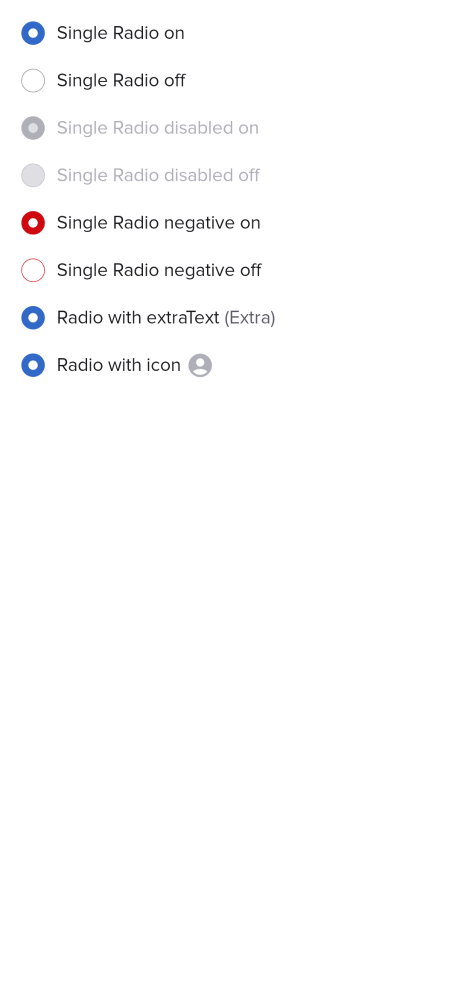 Single Radio on
Single Radio off
Single Radio disabled on
Single Radio disabled off
Single Radio negative on
Single Radio negative off
Radio with extraText (Extra)
Radio with icon